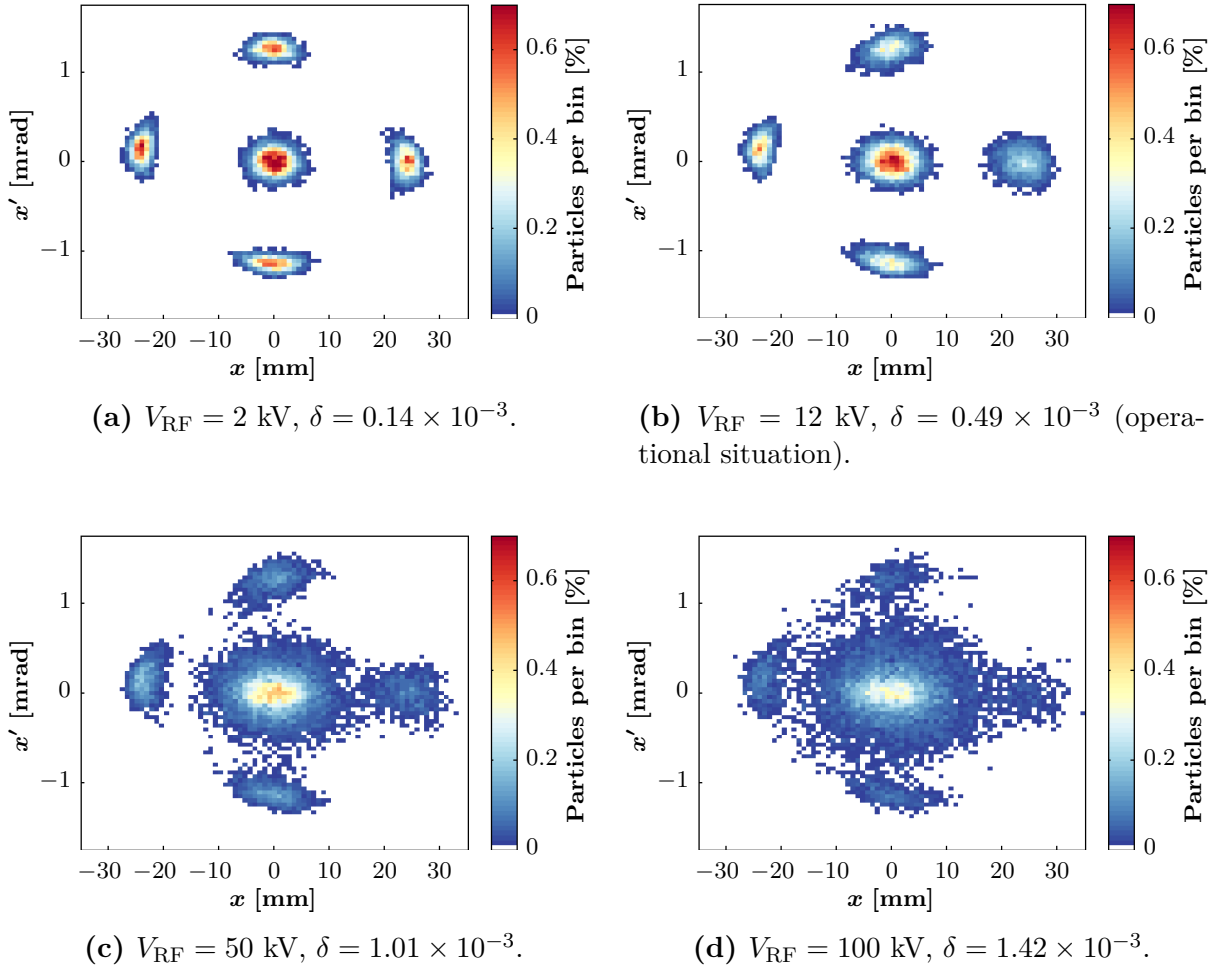 1
0
−1
x′ [mrad]
−30 −20 −10 0 10 20 30
x [mm]
0.6
0.4
0.2
0
Particles per bin [%]
(a) V_RF = 2 kV, δ = 0.14 × 10⁻³.
1
0
−1
x′ [mrad]
−30 −20 −10 0 10 20 30
x [mm]
0.6
0.4
0.2
0
Particles per bin [%]
(b) V_RF = 12 kV, δ = 0.49 × 10⁻³ (opera-
tional situation).
1
0
−1
x′ [mrad]
−30 −20 −10 0 10 20 30
x [mm]
0.6
0.4
0.2
0
Particles per bin [%]
(c) V_RF = 50 kV, δ = 1.01 × 10⁻³.
1
0
−1
x′ [mrad]
−30 −20 −10 0 10 20 30
x [mm]
0.6
0.4
0.2
0
Particles per bin [%]
(d) V_RF = 100 kV, δ = 1.42 × 10⁻³.